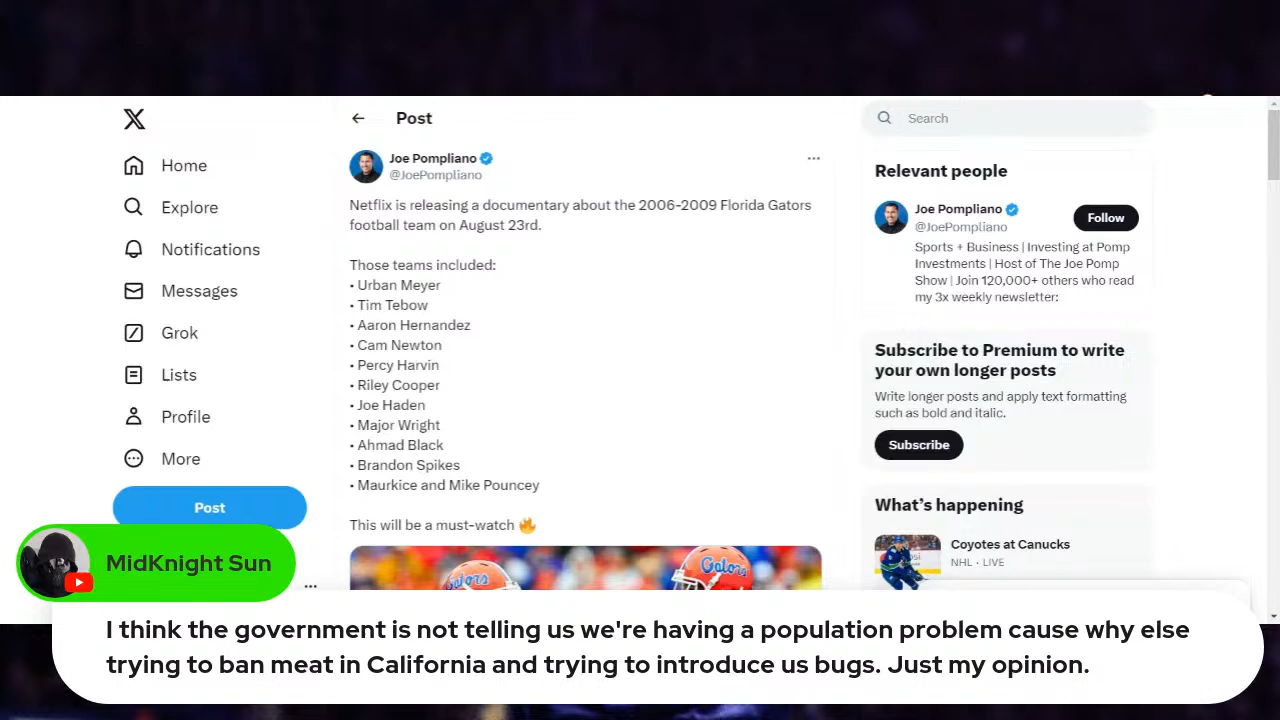 Post
Search
Home
Explore
Notifications
Messages
Grok
Lists
Profile
More
Post
Joe Pompliano
@JoePompliano
Netflix is releasing a documentary about the 2006-2009 Florida Gators
football team on August 23rd.
Those teams included:
• Urban Meyer
• Tim Tebow
• Aaron Hernandez
• Cam Newton
• Percy Harvin
• Riley Cooper
• Joe Haden
• Major Wright
• Ahmad Black
• Brandon Spikes
• Maurkice and Mike Pouncey
This will be a must-watch 🔥
Gators
Gators
Relevant people
Joe Pompliano
@JoePompliano
Follow
Sports + Business | Investing at Pomp
Investments | Host of The Joe Pomp
Show | Join 120,000+ others who read
my 3x weekly newsletter:
Subscribe to Premium to write
your own longer posts
Write longer posts and apply text formatting
such as bold and italic.
Subscribe
What's happening
Coyotes at Canucks
NHL • LIVE
MidKnight Sun
I think the government is not telling us we're having a population problem cause why else
trying to ban meat in California and trying to introduce us bugs. Just my opinion.